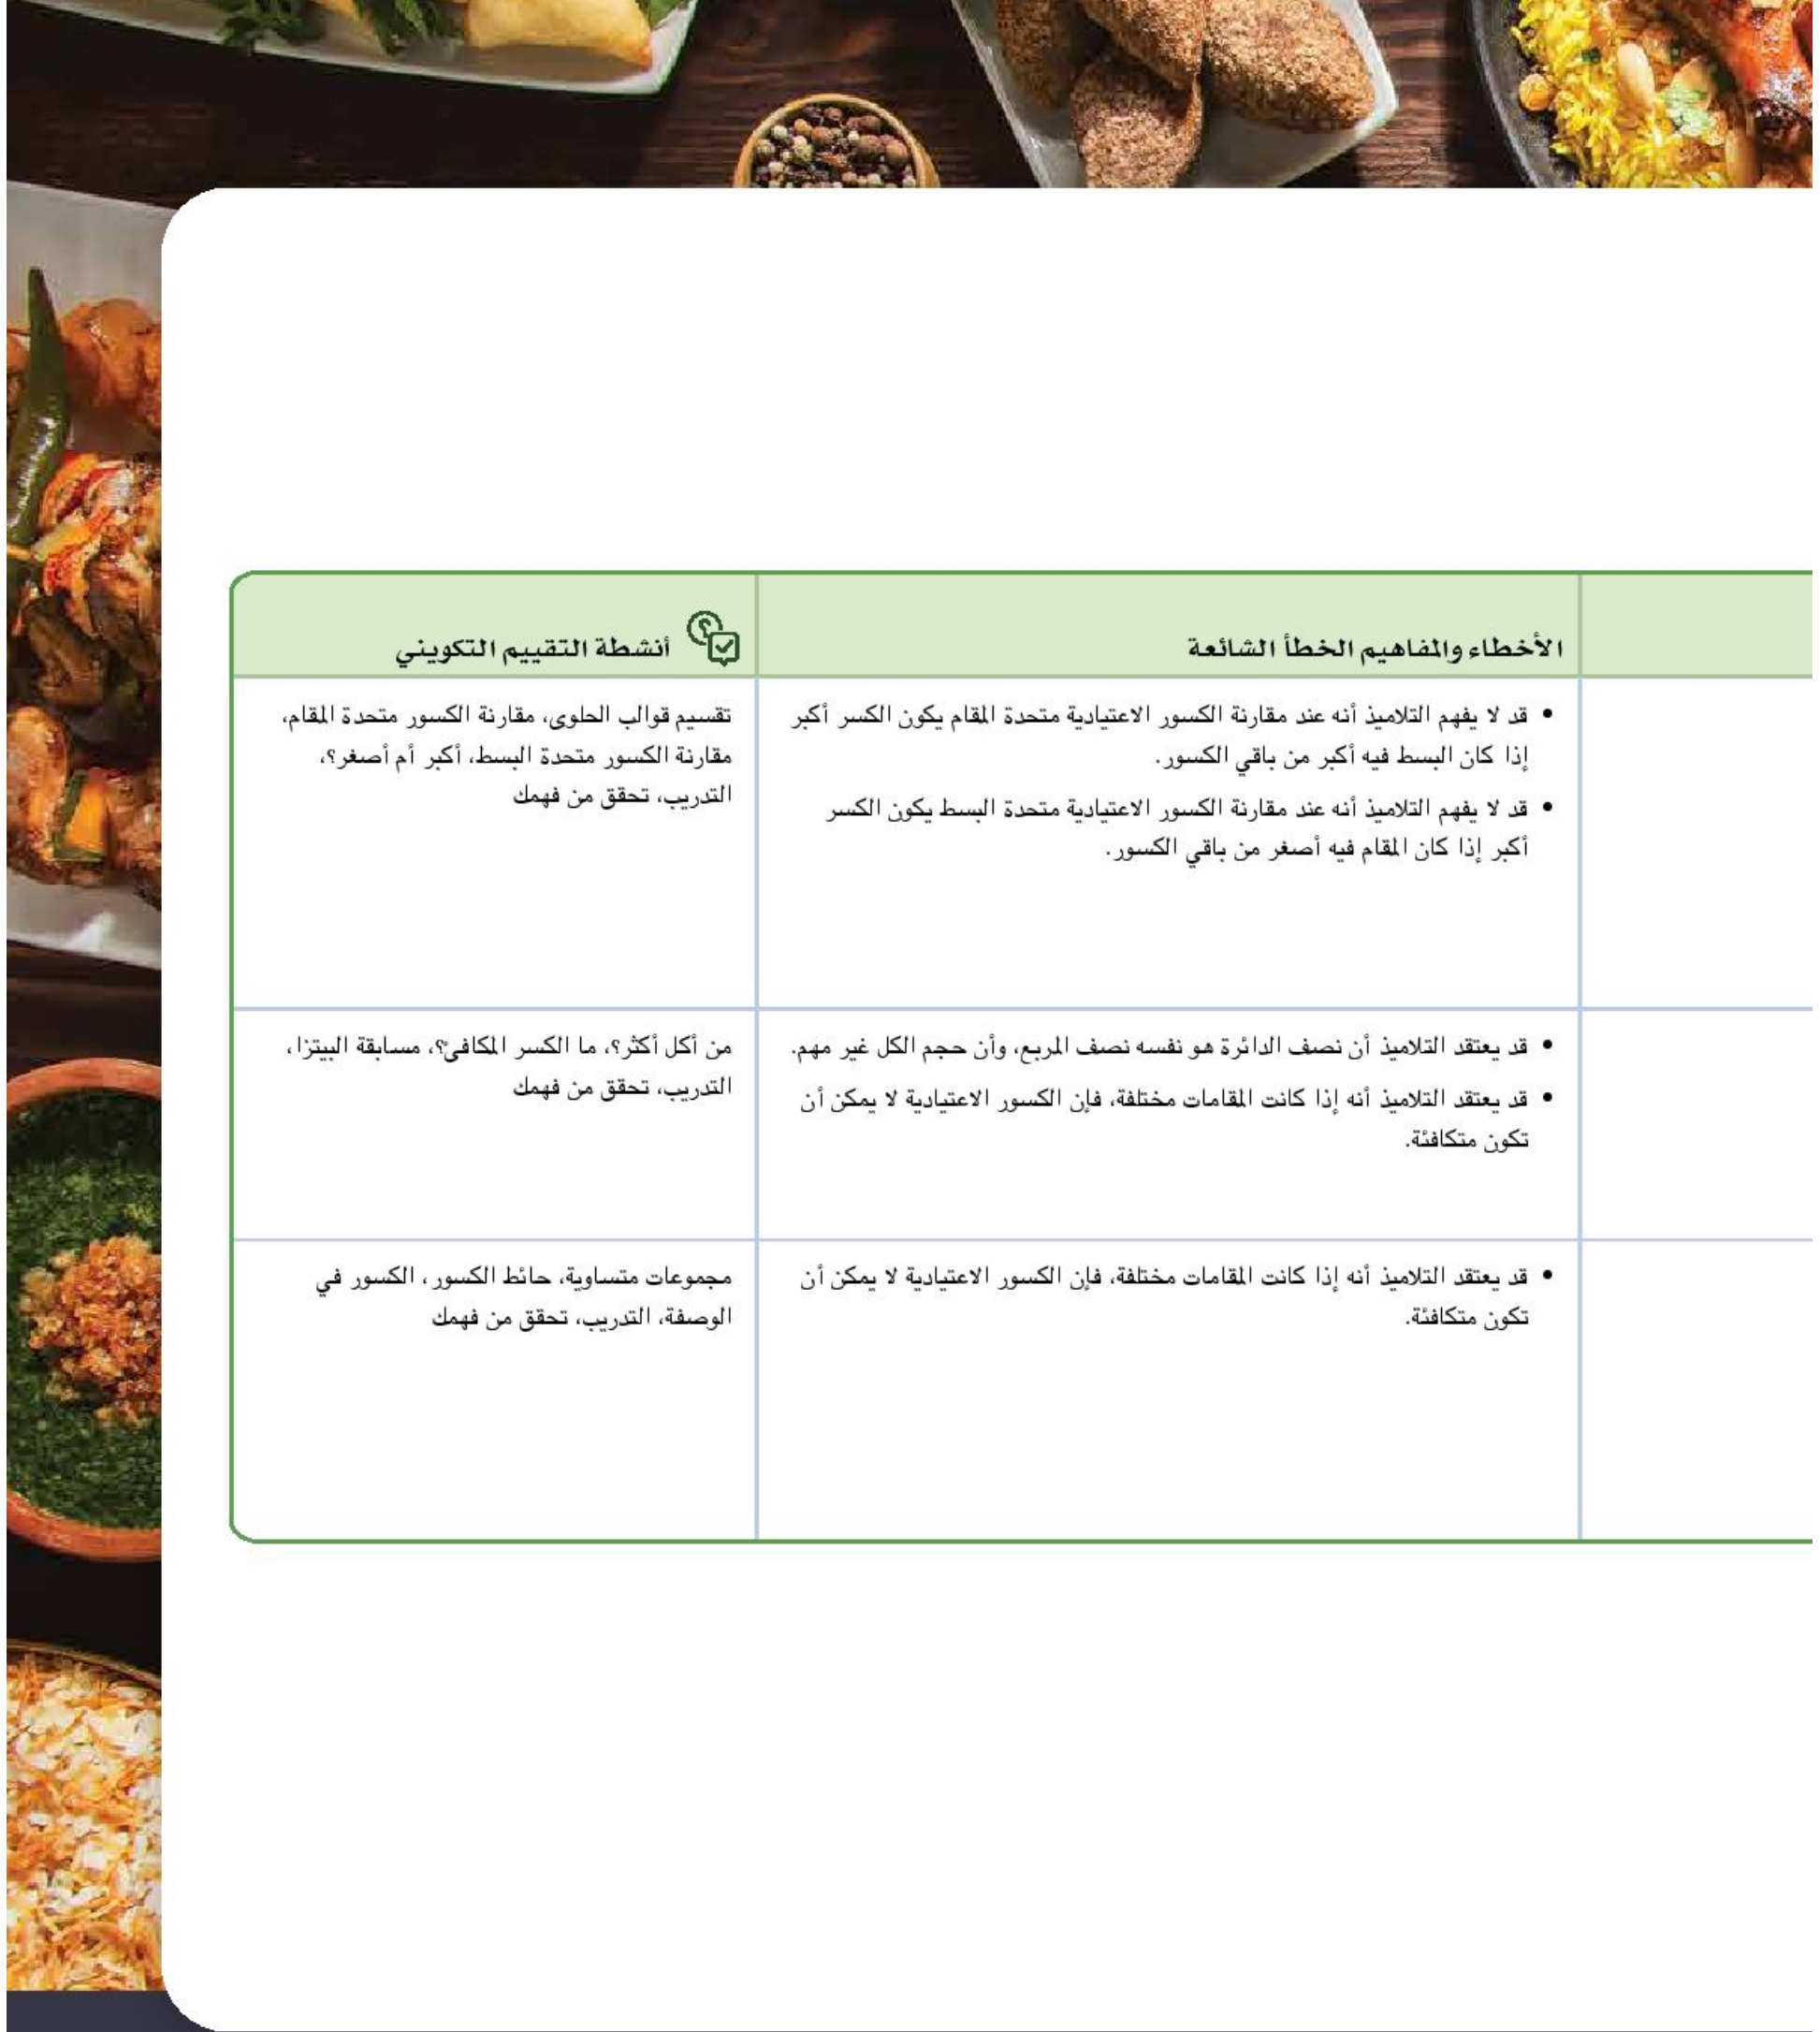 الأخطاء والمفاهيم الخطأ الشائعة
أنشطة التقييم التكويني
• قد لا يفهم التلاميذ أنه عند مقارنة الكسور الاعتيادية متحدة المقام يكون الكسر أكبر
إذا كان البسط فيه أكبر من باقي الكسور.
• قد لا يفهم التلاميذ أنه عند مقارنة الكسور الاعتيادية متحدة البسط يكون الكسر
أكبر إذا كان المقام فيه أصغر من باقي الكسور.
تقسيم قوالب الحلوى، مقارنة الكسور متحدة المقام،
مقارنة الكسور متحدة البسط، أكبر أم أصغر؟،
التدريب، تحقق من فهمك
• قد يعتقد التلاميذ أن نصف الدائرة هو نفسه نصف المربع، وأن حجم الكل غير مهم.
• قد يعتقد التلاميذ أنه إذا كانت المقامات مختلفة، فإن الكسور الاعتيادية لا يمكن أن
تكون متكافئة.
من أكل أكثر؟، ما الكسر المكافئ؟، مسابقة البيتزا،
التدريب، تحقق من فهمك
• قد يعتقد التلاميذ أنه إذا كانت المقامات مختلفة، فإن الكسور الاعتيادية لا يمكن أن
تكون متكافئة.
مجموعات متساوية، حائط الكسور، الكسور في
الوصفة، التدريب، تحقق من فهمك